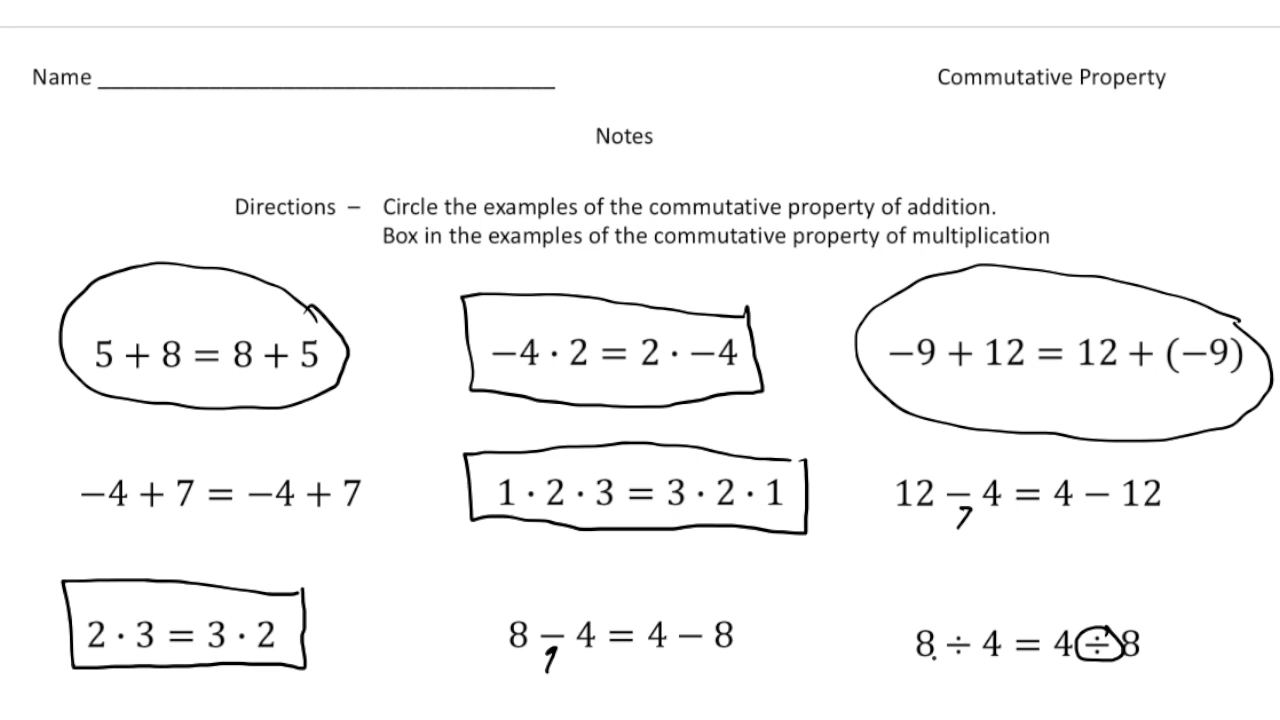 Name ______________________ Commutative Property
Notes
Directions – Circle the examples of the commutative property of addition.
Box in the examples of the commutative property of multiplication
5 + 8 = 8 + 5 −4 · 2 = 2 · −4 −9 + 12 = 12 + (−9)
−4 + 7 = −4 + 7 1 · 2 · 3 = 3 · 2 · 1 12 − 4 = 4 − 12
2 · 3 = 3 · 2 8 − 4 = 4 − 8 8 ÷ 4 = 4 ÷ 8